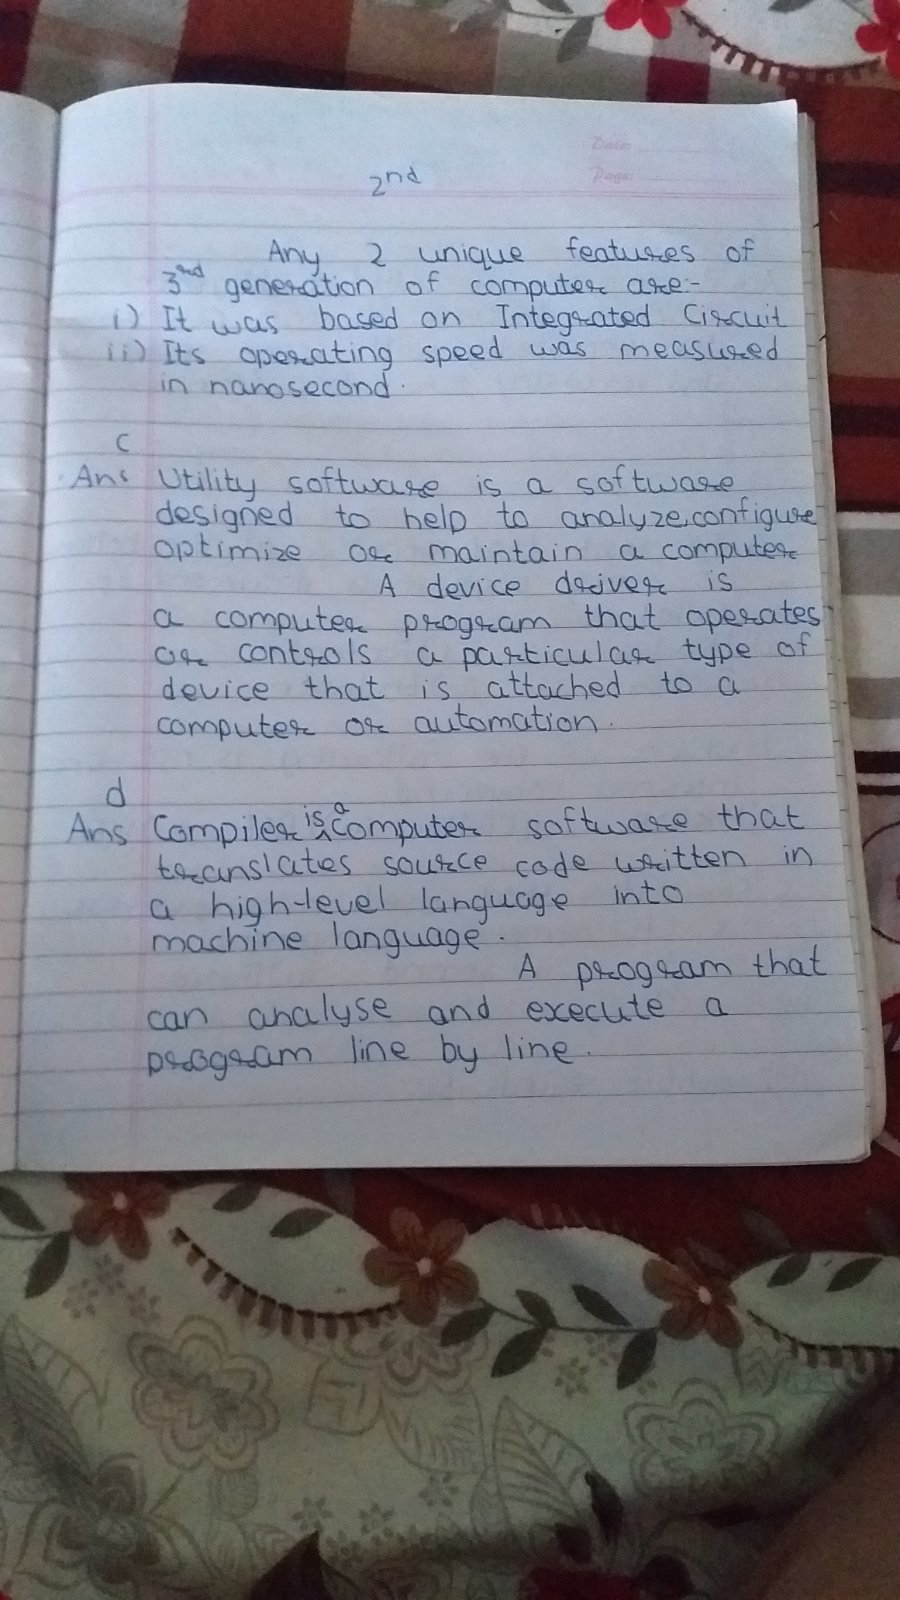 Date:
Page:
2nd
Any 2 unique features of
3rd generation of computer are:-
i) It was based on Integrated Circuit
ii) Its operating speed was measured
in nanosecond.
c
Ans Utility software is a software
designed to help to analyze, configure
optimize or maintain a computer
A device driver is
a computer program that operates
or controls a particular type of
device that is attached to a
computer or automation.
d
Ans Compiler is a computer software that
translates source code written in
a high-level language into
machine language.
A program that
can analyse and execute a
program line by line.